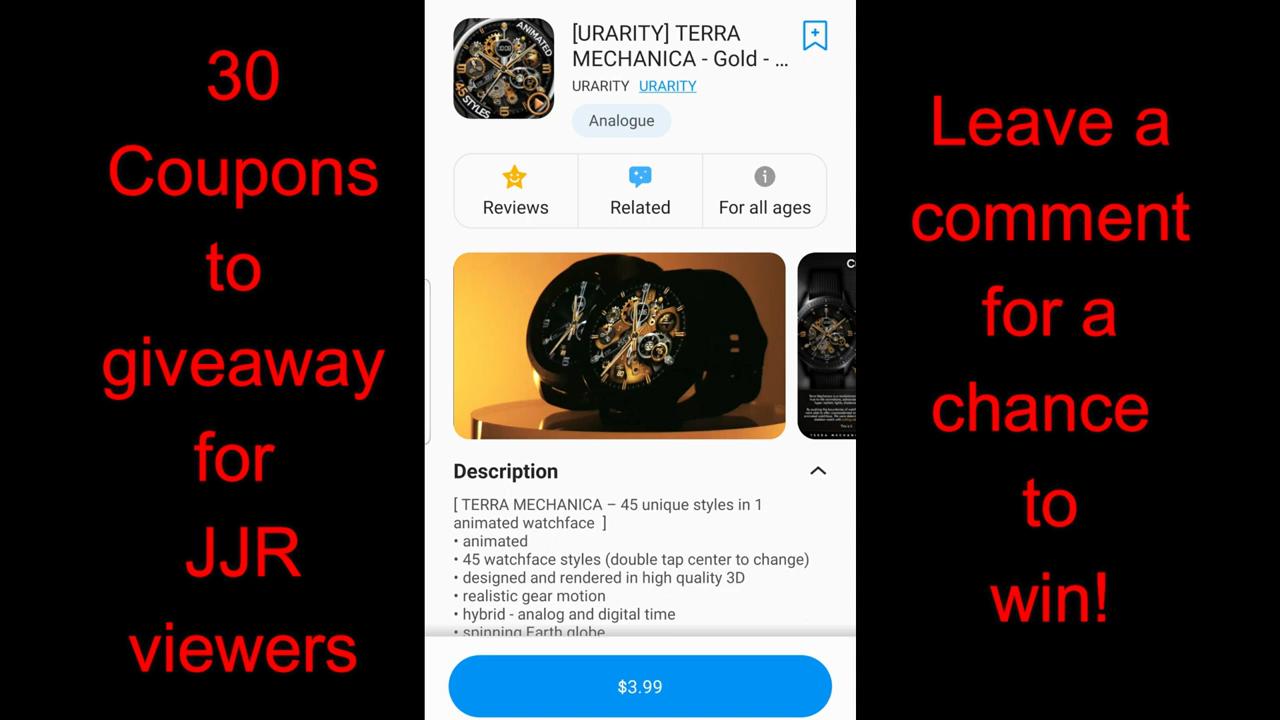 30
Coupons
to
giveaway
for
JJR
viewers
ANIMATED
45 STYLES
[URARITY] TERRA
MECHANICA - Gold - ...
URARITY URARITY
Analogue
Reviews Related For all ages
Description
[ TERRA MECHANICA – 45 unique styles in 1
animated watchface ]
• animated
• 45 watchface styles (double tap center to change)
• designed and rendered in high quality 3D
• realistic gear motion
• hybrid - analog and digital time
• spinning Earth globe
$3.99
Leave a
comment
for a
chance
to
win!